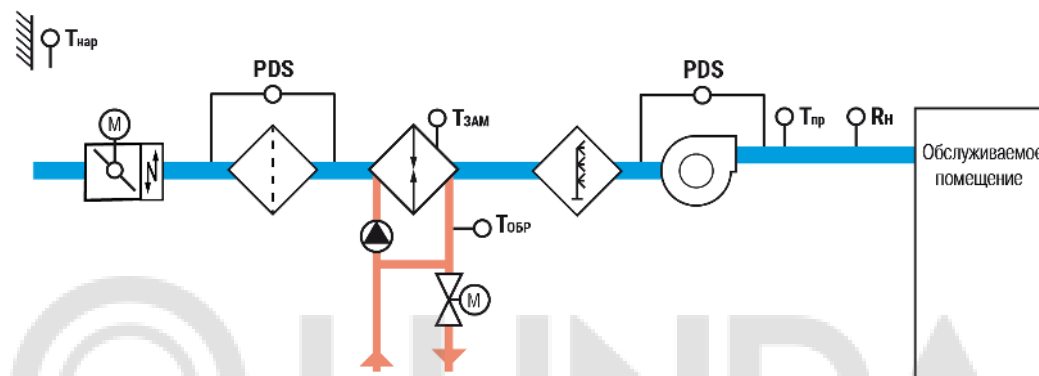 Tнар
PDS
PDS
M
TЗАМ
Tпр
Rн
Обслуживаемое
помещение
TОБР
M